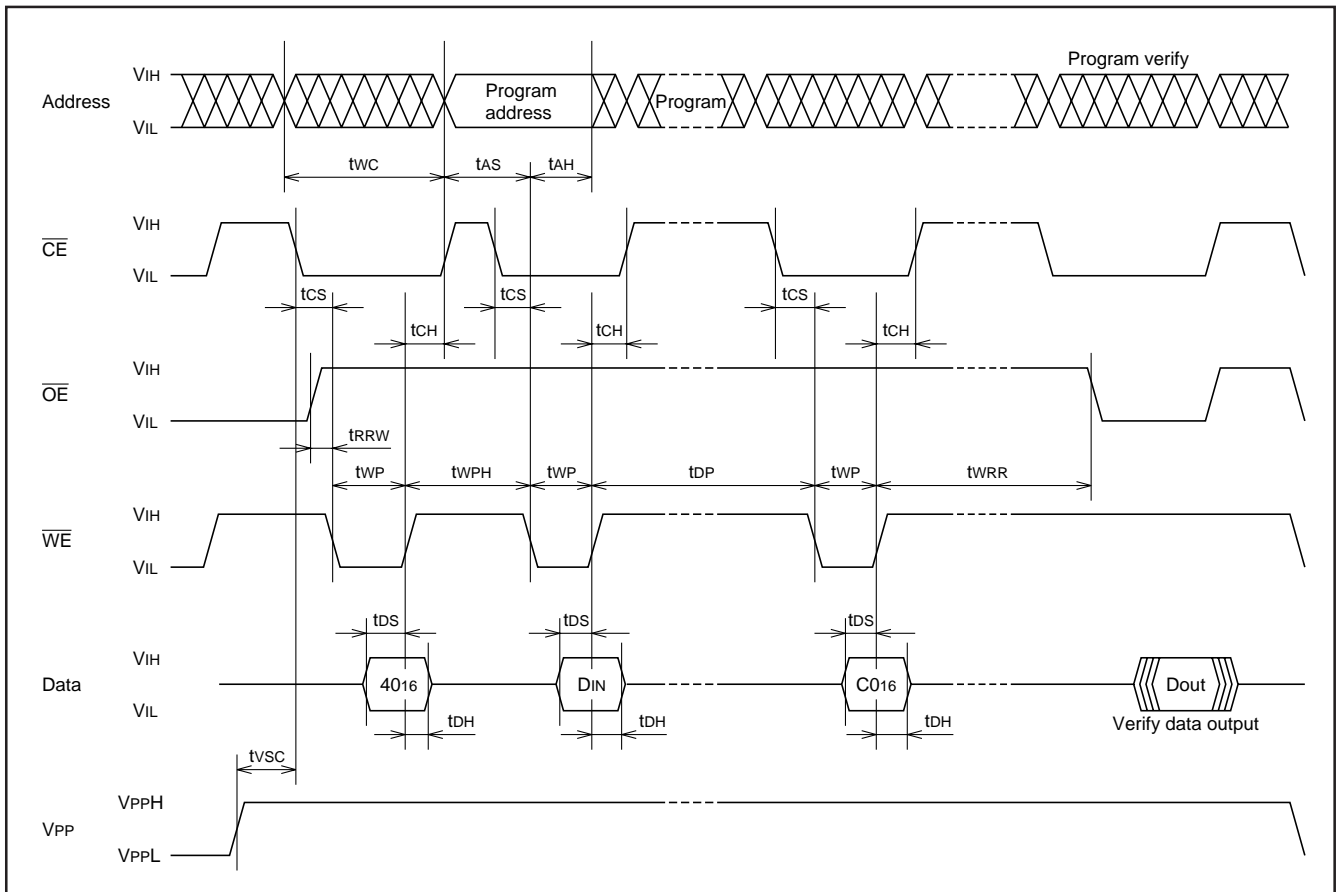 Program verify
Address
VIH
VIL
Program
address
Program
tWC
tAS
tAH
CE
VIH
VIL
tCS
tCS
tCS
tCH
tCH
tCH
OE
VIH
VIL
tRRW
tWP
tWPH
tWP
tDP
tWP
tWRR
WE
VIH
VIL
tDS
tDS
tDS
Data
VIH
VIL
4016
DIN
C016
Dout
Verify data output
tDH
tDH
tDH
tVSC
VPP
VPPH
VPPL